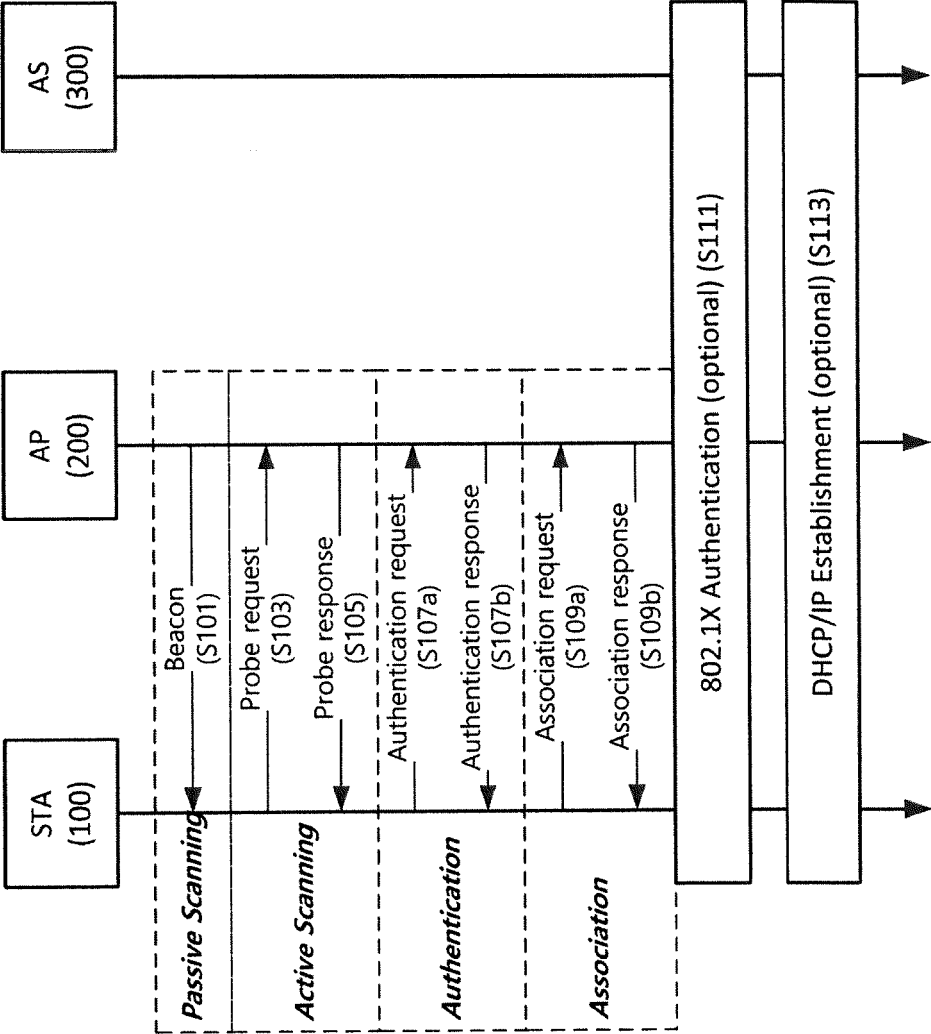 STA
(100)
AP
(200)
AS
(300)
Passive Scanning
Beacon
(S101)
Active Scanning
Probe request
(S103)
Probe response
(S105)
Authentication
Authentication request
(S107a)
Authentication response
(S107b)
Association
Association request
(S109a)
Association response
(S109b)
802.1X Authentication (optional) (S111)
DHCP/IP Establishment (optional) (S113)